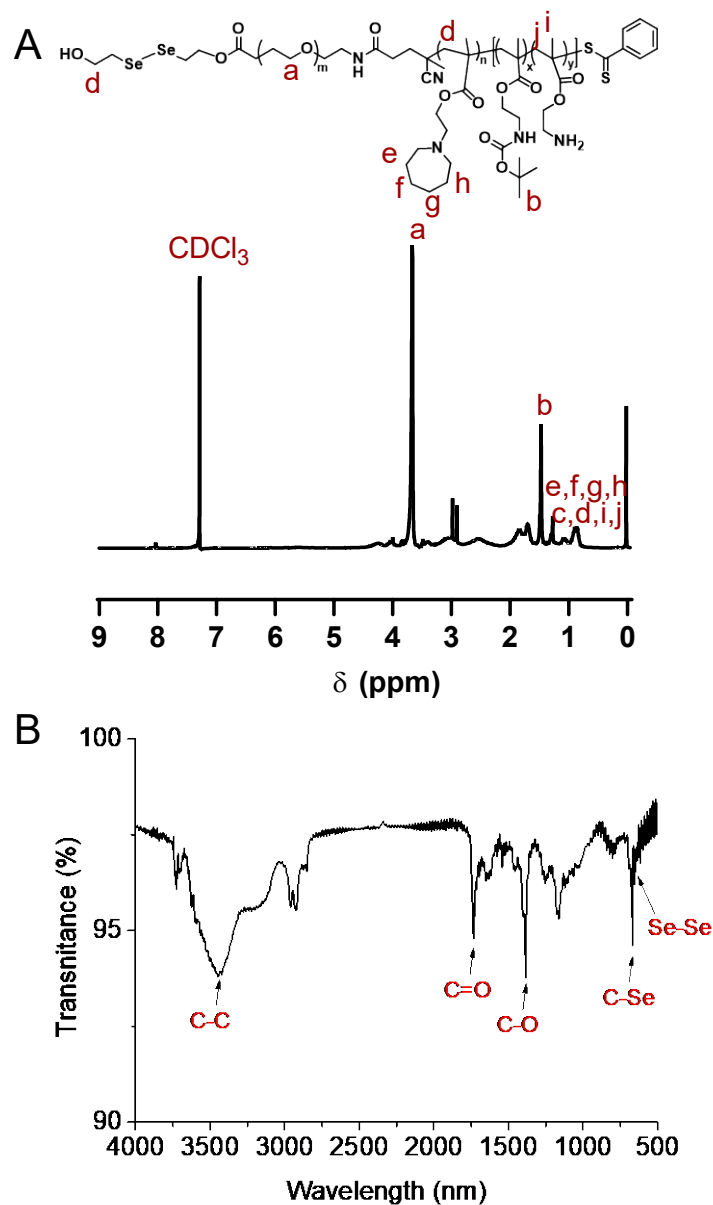 A
d
j
i
HO
Se
Se
O
O
O
m
N
H
O
CN
n
x
y
S
S
d
a
O
O
O
O
O
O
N
O
NH
O
NH2
e
f
g
h
b
a
CDCl3
b
e,f,g,h
c,d,i,j
9 8 7 6 5 4 3 2 1 0
δ (ppm)
B
100
95
90
Transnitance (%)
C-C
C=O
C-O
C-Se
Se-Se
4000 3500 3000 2500 2000 1500 1000 500
Wavelength (nm)